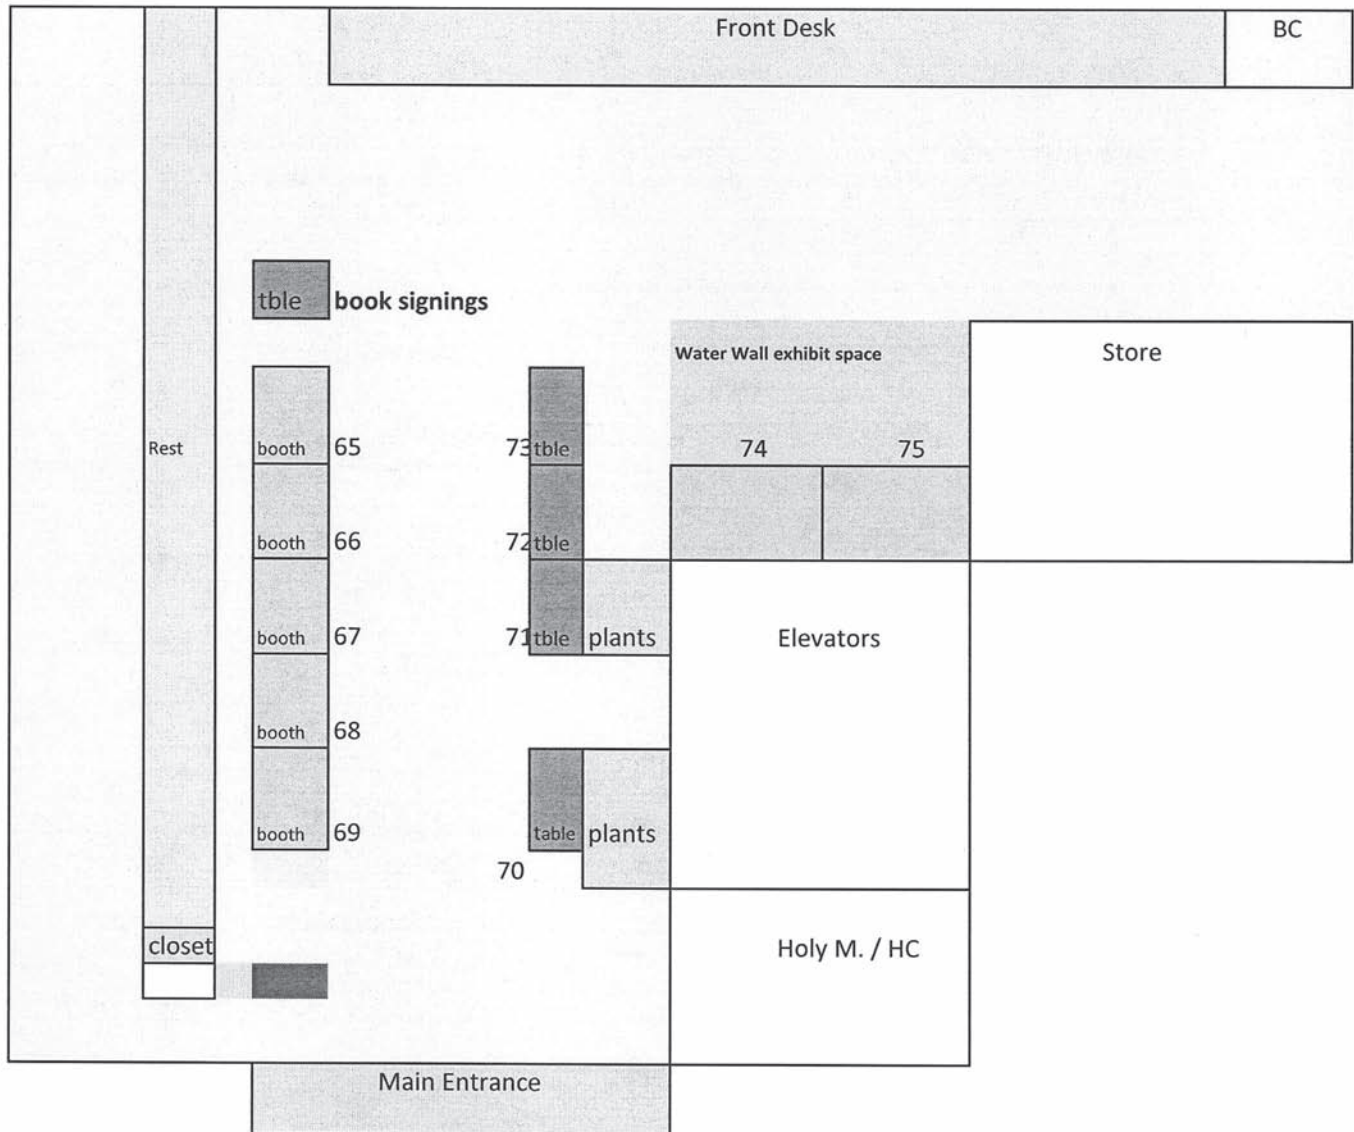 Front Desk BC
tble book signings
Water Wall exhibit space Store
Rest booth 65 73 tble 74 75
booth 66 72 tble
booth 67 71 tble plants Elevators
booth 68
booth 69 table plants
70
closet Holy M. / HC
Main Entrance